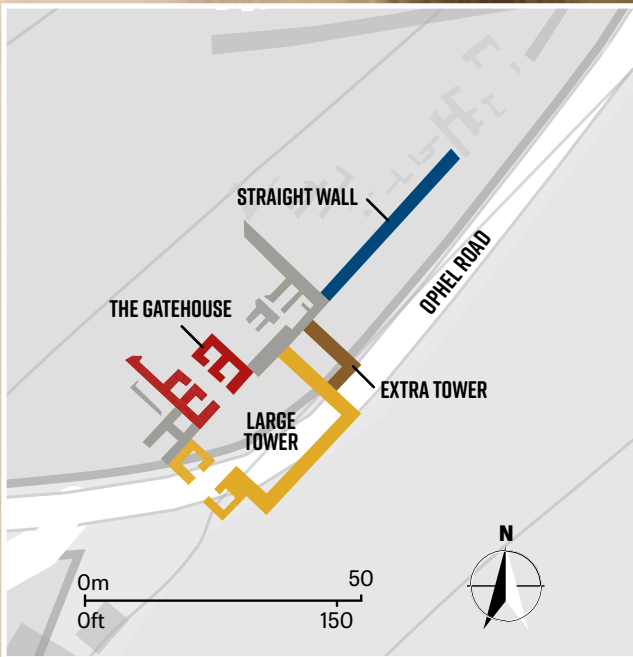 STRAIGHT WALL
OPHEL ROAD
THE GATEHOUSE
EXTRA TOWER
LARGE
TOWER
N
0m 50
0ft 150